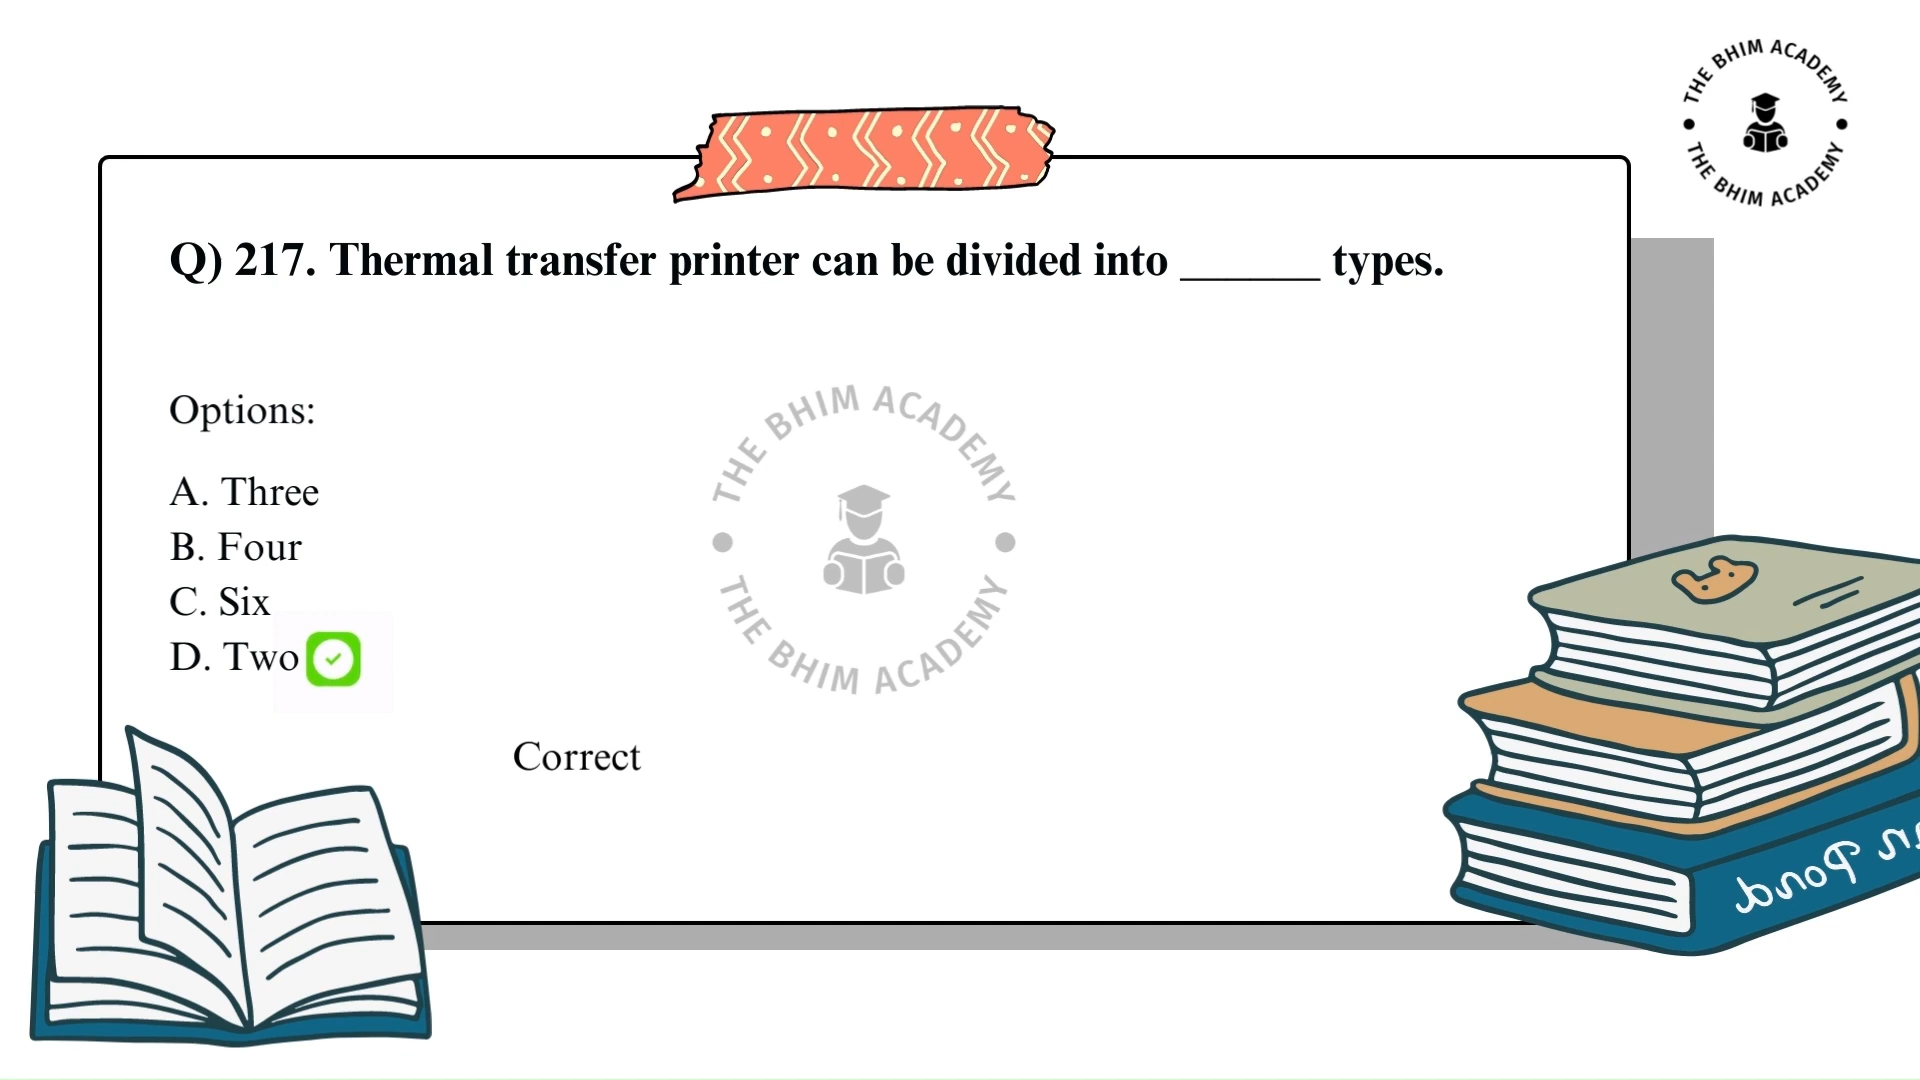 THE BHIM ACADEMY
THE BHIM ACADEMY
Q) 217. Thermal transfer printer can be divided into ______ types.
Options:
A. Three
B. Four
C. Six
D. Two
THE BHIM ACADEMY
THE BHIM ACADEMY
Correct
Pond